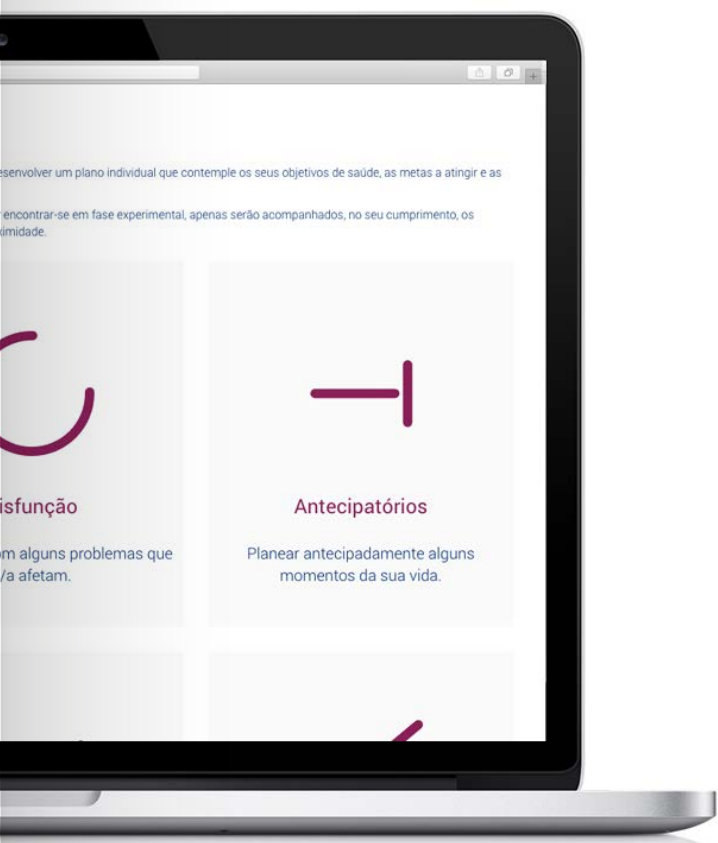 esenvolver um plano individual que contemple os seus objetivos de saúde, as metas a atingir e as
encontrar-se em fase experimental, apenas serão acompanhados, no seu cumprimento, os
ximidade.
isfunção
Antecipatórios
om alguns problemas que
/a afetam.
Planear antecipadamente alguns
momentos da sua vida.